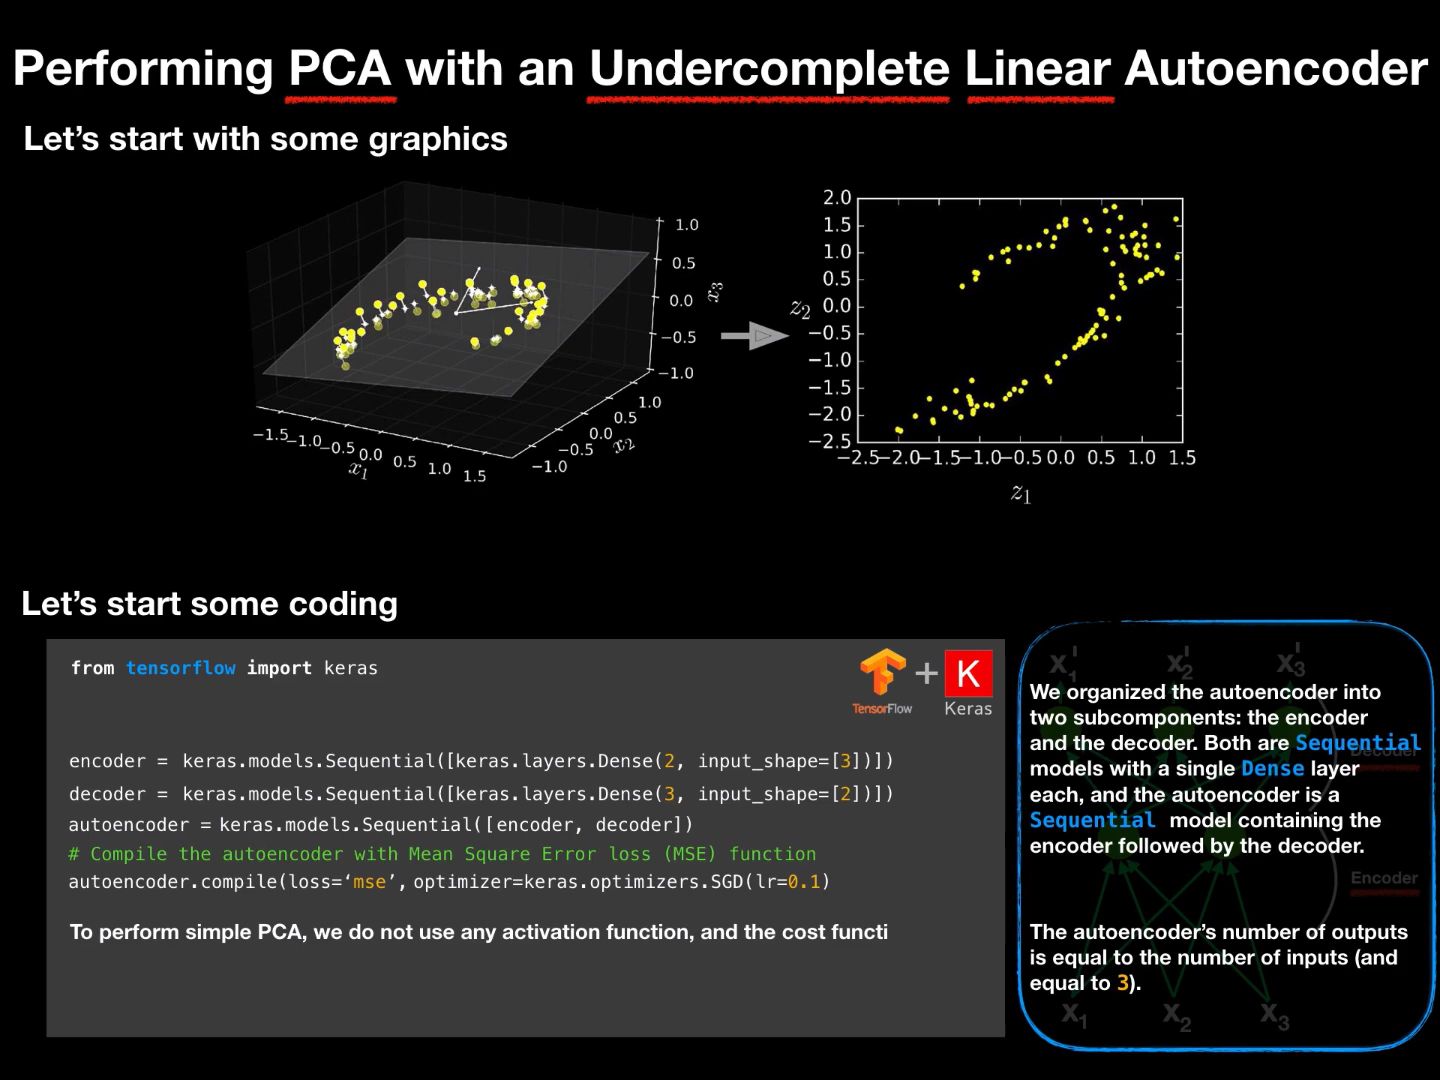 Performing PCA with an Undercomplete Linear Autoencoder
Let’s start with some graphics
1.0
0.5
0.0
−0.5
−1.0
x3
1.0
0.5
0.0
−0.5
−1.0
x2
−1.5
−1.0
−0.5
0.0
0.5
1.0
1.5
x1
2.0
1.5
1.0
0.5
0.0
−0.5
−1.0
−1.5
−2.0
−2.5
z2
−2.5 −2.0 −1.5 −1.0 −0.5 0.0 0.5 1.0 1.5
z1
Let’s start some coding
from tensorflow import keras
TensorFlow
+
K
Keras
encoder = keras.models.Sequential([keras.layers.Dense(2, input_shape=[3])])
decoder = keras.models.Sequential([keras.layers.Dense(3, input_shape=[2])])
autoencoder = keras.models.Sequential([encoder, decoder])
# Compile the autoencoder with Mean Square Error loss (MSE) function
autoencoder.compile(loss=‘mse’, optimizer=keras.optimizers.SGD(lr=0.1)
To perform simple PCA, we do not use any activation function, and the cost functi
x1' x2' x3'
We organized the autoencoder into
two subcomponents: the encoder
and the decoder. Both are Sequential
models with a single Dense layer
each, and the autoencoder is a
Sequential model containing the
encoder followed by the decoder.
Decoder
Encoder
The autoencoder’s number of outputs
is equal to the number of inputs (and
equal to 3).
x1 x2 x3